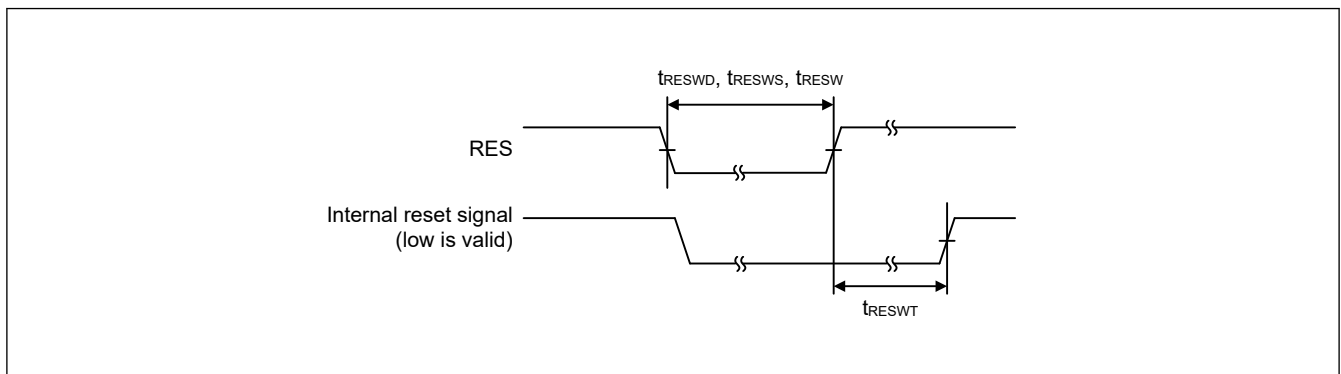 tRESWD, tRESWS, tRESW
RES
Internal reset signal
(low is valid)
tRESWT